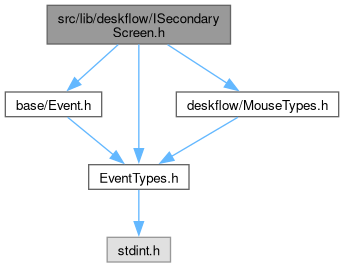 src/lib/deskflow/ISecondary
Screen.h
base/Event.h
deskflow/MouseTypes.h
EventTypes.h
stdint.h